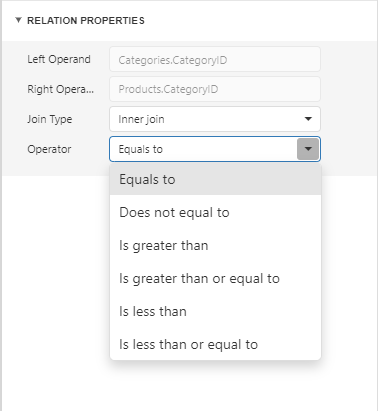 RELATION PROPERTIES
Left Operand Categories.CategoryID
Right Opera... Products.CategoryID
Join Type Inner join
Operator Equals to
Equals to
Does not equal to
Is greater than
Is greater than or equal to
Is less than
Is less than or equal to